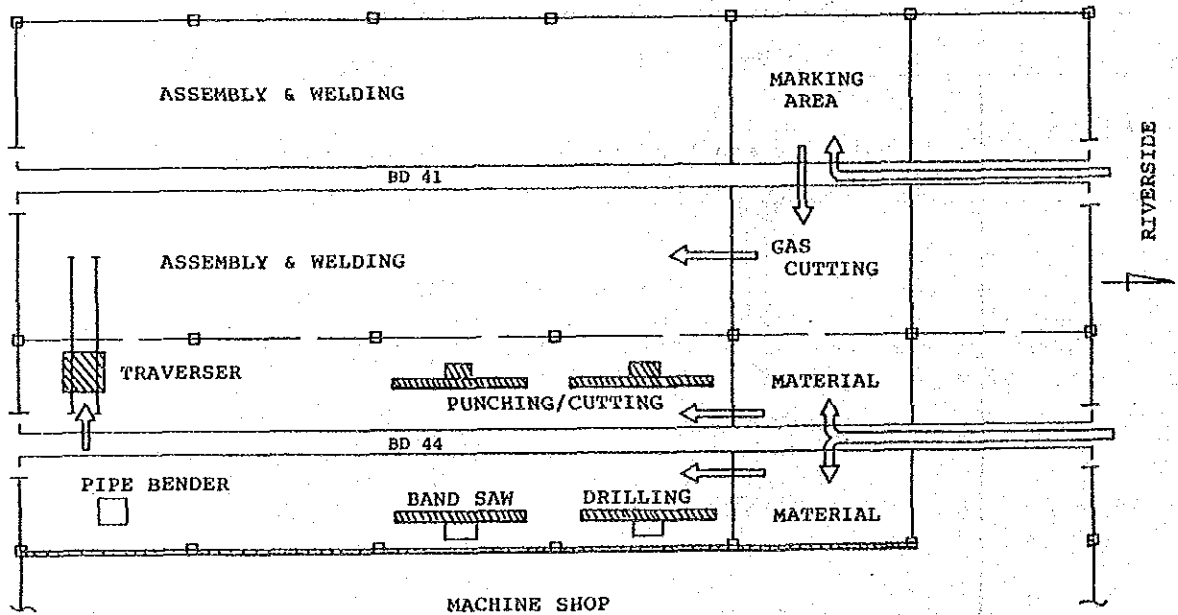 ASSEMBLY & WELDING
MARKING
AREA
RIVERSIDE
BD 41
ASSEMBLY & WELDING
GAS
CUTTING
TRAVERSER
PUNCHING/CUTTING
MATERIAL
BD 44
PIPE BENDER
BAND SAW
DRILLING
MATERIAL
MACHINE SHOP